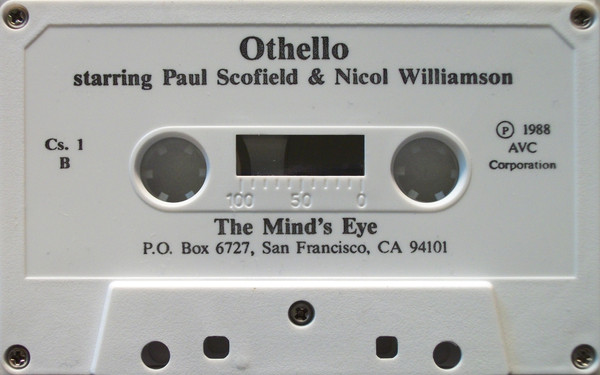 Othello
starring Paul Scofield & Nicol Williamson
Cs. 1
B
Ⓟ 1988
AVC
Corporation
100 50 0
The Mind's Eye
P.O. Box 6727, San Francisco, CA 94101